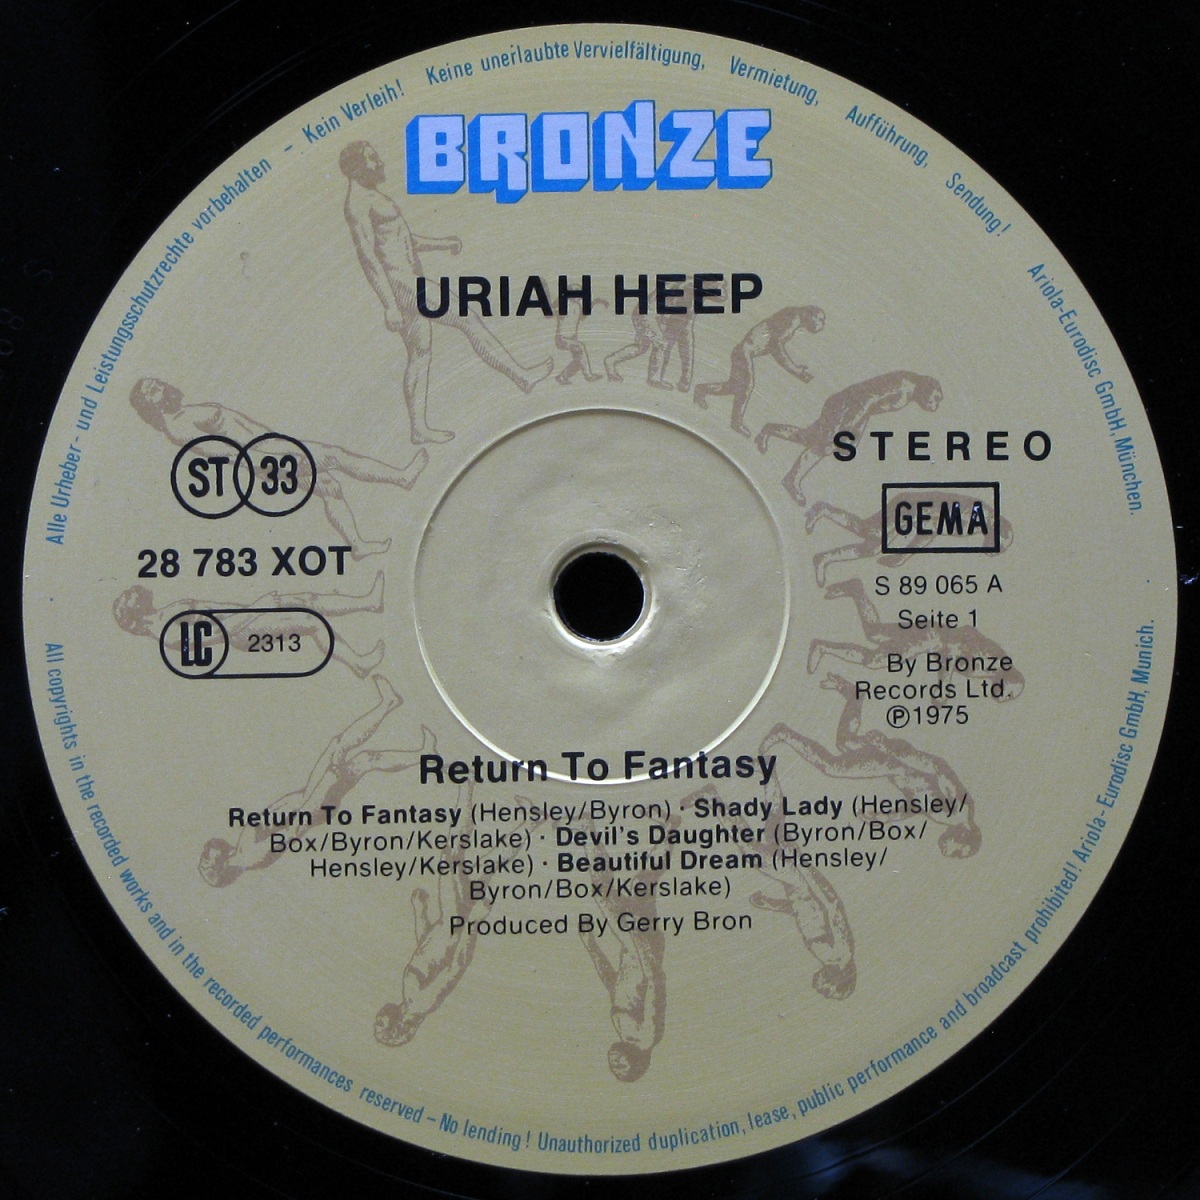 Alle Urheber- und Leistungsschutzrechte vorbehalten – Kein Verleih! Keine unerlaubte Vervielfältigung, Vermietung, Aufführung, Sendung!
Ariola-Eurodisc GmbH, München.
BRONZE
URIAH HEEP
ST 33
28 783 XOT
LC 2313
STEREO
GEMA
S 89 065 A
Seite 1
By Bronze
Records Ltd.
Ⓟ1975
Return To Fantasy
Return To Fantasy (Hensley/Byron) · Shady Lady (Hensley/
Box/Byron/Kerslake) · Devil's Daughter (Byron/Box/
Hensley/Kerslake) · Beautiful Dream (Hensley/
Byron/Box/Kerslake)
Produced By Gerry Bron
All copyrights in the recorded works and in the recorded performances reserved – No lending! Unauthorized duplication, lease, public performance and broadcast prohibited! Ariola-Eurodisc GmbH, Munich.